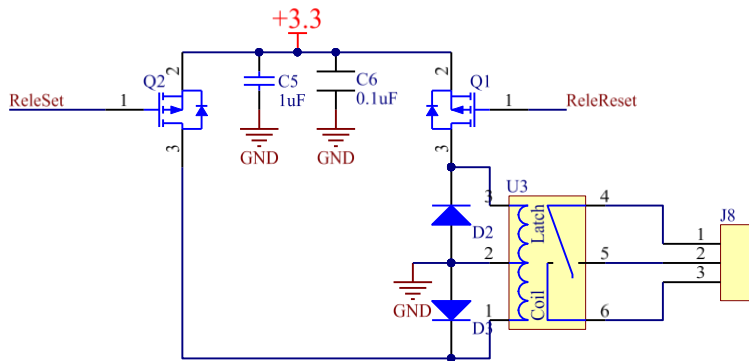 +3.3
Q2
2
C5
1uF
C6
0.1uF
2
Q1
ReleSet
1
1
ReleReset
3
GND
GND
3
U3
3
Latch
4
D2
J8
1
2
5
2
3
GND
Coil
1
D3
6